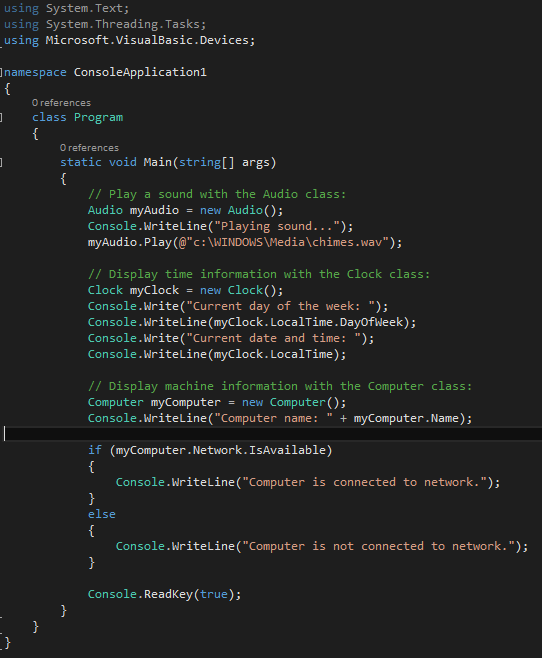 using System.Text;
using System.Threading.Tasks;
using Microsoft.VisualBasic.Devices;
namespace ConsoleApplication1
{
0 references
class Program
{
0 references
static void Main(string[] args)
{
// Play a sound with the Audio class:
Audio myAudio = new Audio();
Console.WriteLine("Playing sound...");
myAudio.Play(@"c:\WINDOWS\Media\chimes.wav");
// Display time information with the Clock class:
Clock myClock = new Clock();
Console.Write("Current day of the week: ");
Console.WriteLine(myClock.LocalTime.DayOfWeek);
Console.Write("Current date and time: ");
Console.WriteLine(myClock.LocalTime);
// Display machine information with the Computer class:
Computer myComputer = new Computer();
Console.WriteLine("Computer name: " + myComputer.Name);
if (myComputer.Network.IsAvailable)
{
Console.WriteLine("Computer is connected to network.");
}
else
{
Console.WriteLine("Computer is not connected to network.");
}
Console.ReadKey(true);
}
}
}